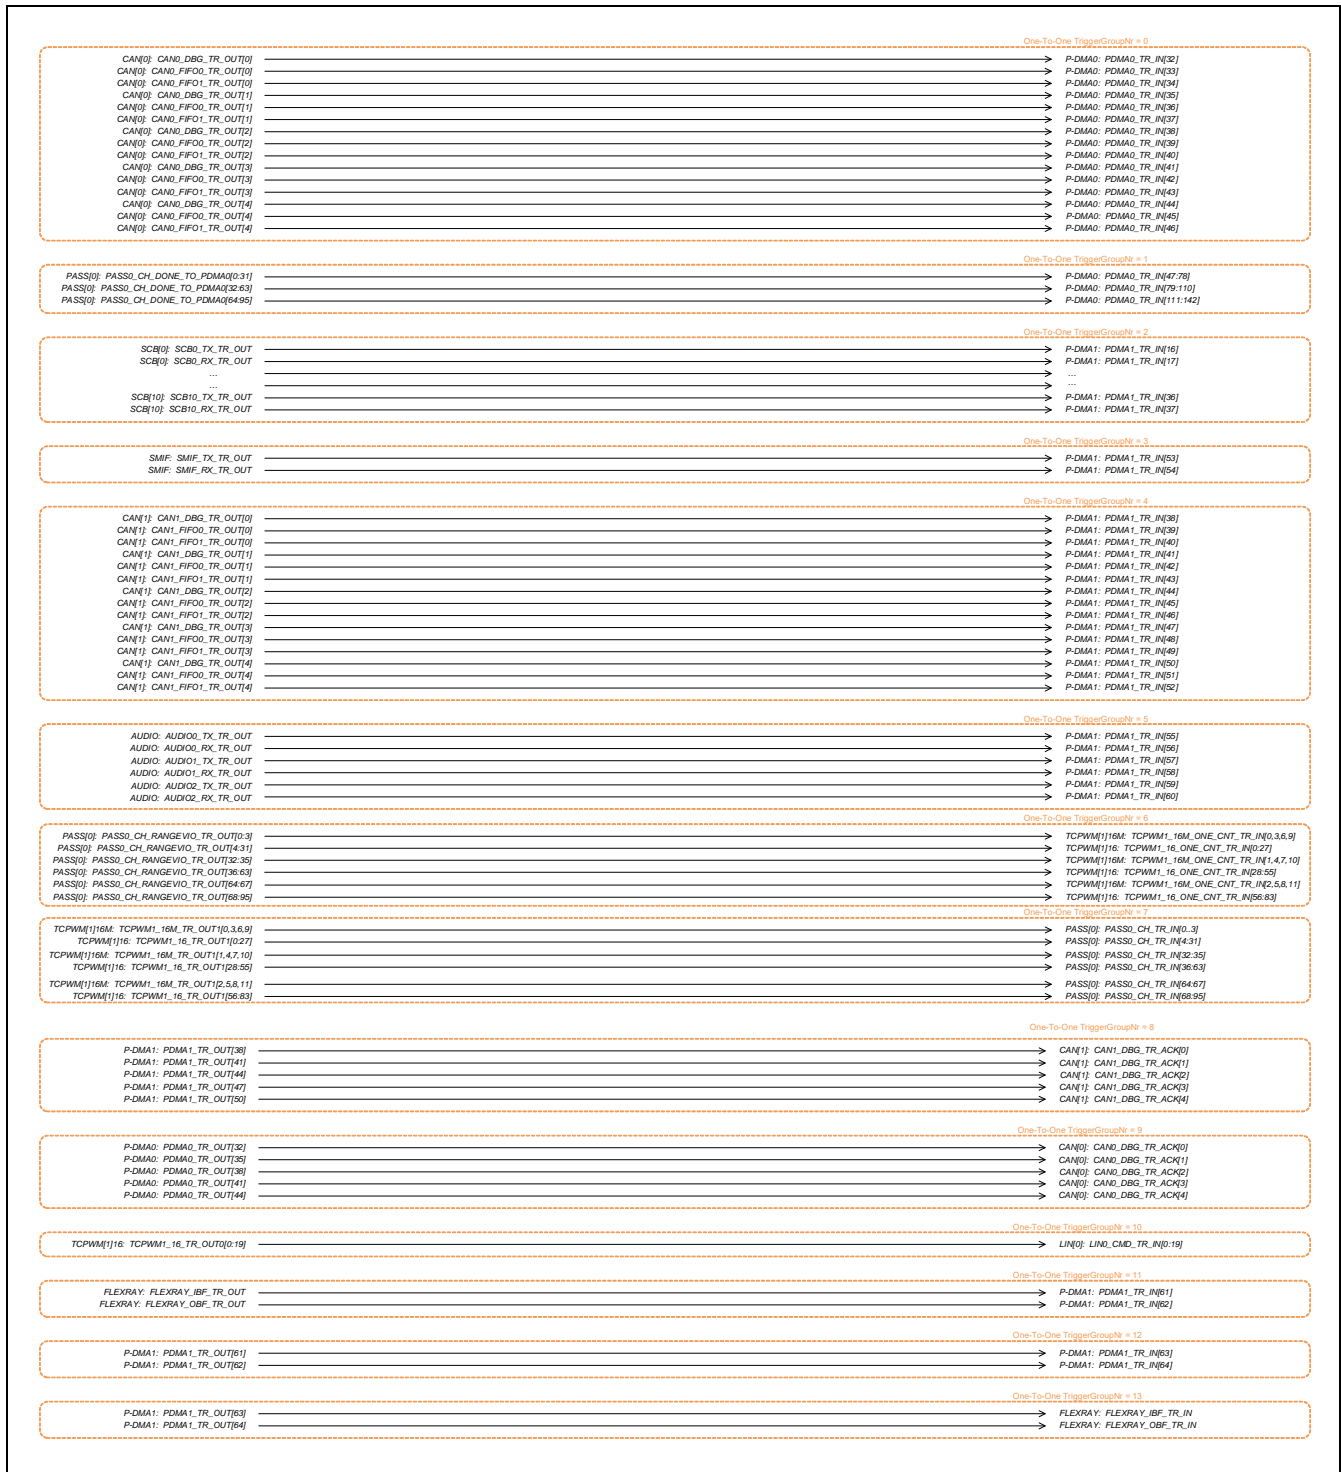 One-To-One TriggerGroupNr = 0
CAN[0]: CAN0_DBG_TR_OUT[0] P-DMA0: PDMA0_TR_IN[32]
CAN[0]: CAN0_FIFO0_TR_OUT[0] P-DMA0: PDMA0_TR_IN[33]
CAN[0]: CAN0_FIFO1_TR_OUT[0] P-DMA0: PDMA0_TR_IN[34]
CAN[0]: CAN0_DBG_TR_OUT[1] P-DMA0: PDMA0_TR_IN[35]
CAN[0]: CAN0_FIFO0_TR_OUT[1] P-DMA0: PDMA0_TR_IN[36]
CAN[0]: CAN0_FIFO1_TR_OUT[1] P-DMA0: PDMA0_TR_IN[37]
CAN[0]: CAN0_DBG_TR_OUT[2] P-DMA0: PDMA0_TR_IN[38]
CAN[0]: CAN0_FIFO0_TR_OUT[2] P-DMA0: PDMA0_TR_IN[39]
CAN[0]: CAN0_FIFO1_TR_OUT[2] P-DMA0: PDMA0_TR_IN[40]
CAN[0]: CAN0_DBG_TR_OUT[3] P-DMA0: PDMA0_TR_IN[41]
CAN[0]: CAN0_FIFO0_TR_OUT[3] P-DMA0: PDMA0_TR_IN[42]
CAN[0]: CAN0_FIFO1_TR_OUT[3] P-DMA0: PDMA0_TR_IN[43]
CAN[0]: CAN0_DBG_TR_OUT[4] P-DMA0: PDMA0_TR_IN[44]
CAN[0]: CAN0_FIFO0_TR_OUT[4] P-DMA0: PDMA0_TR_IN[45]
CAN[0]: CAN0_FIFO1_TR_OUT[4] P-DMA0: PDMA0_TR_IN[46]
One-To-One TriggerGroupNr = 1
PASS[0]: PASS0_CH_DONE_TO_PDMA0[0:31] P-DMA0: PDMA0_TR_IN[47:78]
PASS[0]: PASS0_CH_DONE_TO_PDMA0[32:63] P-DMA0: PDMA0_TR_IN[79:110]
PASS[0]: PASS0_CH_DONE_TO_PDMA0[64:95] P-DMA0: PDMA0_TR_IN[111:142]
One-To-One TriggerGroupNr = 2
SCB[0]: SCB0_TX_TR_OUT P-DMA1: PDMA1_TR_IN[16]
SCB[0]: SCB0_RX_TR_OUT P-DMA1: PDMA1_TR_IN[17]
... ...
... ...
SCB[10]: SCB10_TX_TR_OUT P-DMA1: PDMA1_TR_IN[36]
SCB[10]: SCB10_RX_TR_OUT P-DMA1: PDMA1_TR_IN[37]
One-To-One TriggerGroupNr = 3
SMIF: SMIF_TX_TR_OUT P-DMA1: PDMA1_TR_IN[53]
SMIF: SMIF_RX_TR_OUT P-DMA1: PDMA1_TR_IN[54]
One-To-One TriggerGroupNr = 4
CAN[1]: CAN1_DBG_TR_OUT[0] P-DMA1: PDMA1_TR_IN[38]
CAN[1]: CAN1_FIFO0_TR_OUT[0] P-DMA1: PDMA1_TR_IN[39]
CAN[1]: CAN1_FIFO1_TR_OUT[0] P-DMA1: PDMA1_TR_IN[40]
CAN[1]: CAN1_DBG_TR_OUT[1] P-DMA1: PDMA1_TR_IN[41]
CAN[1]: CAN1_FIFO0_TR_OUT[1] P-DMA1: PDMA1_TR_IN[42]
CAN[1]: CAN1_FIFO1_TR_OUT[1] P-DMA1: PDMA1_TR_IN[43]
CAN[1]: CAN1_DBG_TR_OUT[2] P-DMA1: PDMA1_TR_IN[44]
CAN[1]: CAN1_FIFO0_TR_OUT[2] P-DMA1: PDMA1_TR_IN[45]
CAN[1]: CAN1_FIFO1_TR_OUT[2] P-DMA1: PDMA1_TR_IN[46]
CAN[1]: CAN1_DBG_TR_OUT[3] P-DMA1: PDMA1_TR_IN[47]
CAN[1]: CAN1_FIFO0_TR_OUT[3] P-DMA1: PDMA1_TR_IN[48]
CAN[1]: CAN1_FIFO1_TR_OUT[3] P-DMA1: PDMA1_TR_IN[49]
CAN[1]: CAN1_DBG_TR_OUT[4] P-DMA1: PDMA1_TR_IN[50]
CAN[1]: CAN1_FIFO0_TR_OUT[4] P-DMA1: PDMA1_TR_IN[51]
CAN[1]: CAN1_FIFO1_TR_OUT[4] P-DMA1: PDMA1_TR_IN[52]
One-To-One TriggerGroupNr = 5
AUDIO: AUDIO0_TX_TR_OUT P-DMA1: PDMA1_TR_IN[55]
AUDIO: AUDIO0_RX_TR_OUT P-DMA1: PDMA1_TR_IN[56]
AUDIO: AUDIO1_TX_TR_OUT P-DMA1: PDMA1_TR_IN[57]
AUDIO: AUDIO1_RX_TR_OUT P-DMA1: PDMA1_TR_IN[58]
AUDIO: AUDIO2_TX_TR_OUT P-DMA1: PDMA1_TR_IN[59]
AUDIO: AUDIO2_RX_TR_OUT P-DMA1: PDMA1_TR_IN[60]
One-To-One TriggerGroupNr = 6
PASS[0]: PASS0_CH_RANGEVIO_TR_OUT[0:3] TCPWM[1]16M: TCPWM1_16M_ONE_CNT_TR_IN[0,3,6,9]
PASS[0]: PASS0_CH_RANGEVIO_TR_OUT[4:31] TCPWM[1]16: TCPWM1_16_ONE_CNT_TR_IN[0:27]
PASS[0]: PASS0_CH_RANGEVIO_TR_OUT[32:35] TCPWM[1]16M: TCPWM1_16M_ONE_CNT_TR_IN[1,4,7,10]
PASS[0]: PASS0_CH_RANGEVIO_TR_OUT[36:63] TCPWM[1]16: TCPWM1_16_ONE_CNT_TR_IN[28:55]
PASS[0]: PASS0_CH_RANGEVIO_TR_OUT[64:67] TCPWM[1]16M: TCPWM1_16M_ONE_CNT_TR_IN[2,5,8,11]
PASS[0]: PASS0_CH_RANGEVIO_TR_OUT[68:95] TCPWM[1]16: TCPWM1_16_ONE_CNT_TR_IN[56:83]
One-To-One TriggerGroupNr = 7
TCPWM[1]16M: TCPWM1_16M_TR_OUT1[0,3,6,9] PASS[0]: PASS0_CH_TR_IN[0..3]
TCPWM[1]16: TCPWM1_16_TR_OUT1[0:27] PASS[0]: PASS0_CH_TR_IN[4:31]
TCPWM[1]16M: TCPWM1_16M_TR_OUT1[1,4,7,10] PASS[0]: PASS0_CH_TR_IN[32:35]
TCPWM[1]16: TCPWM1_16_TR_OUT1[28:55] PASS[0]: PASS0_CH_TR_IN[36:63]
TCPWM[1]16M: TCPWM1_16M_TR_OUT1[2,5,8,11] PASS[0]: PASS0_CH_TR_IN[64:67]
TCPWM[1]16: TCPWM1_16_TR_OUT1[56:83] PASS[0]: PASS0_CH_TR_IN[68:95]
One-To-One TriggerGroupNr = 8
P-DMA1: PDMA1_TR_OUT[38] CAN[1]: CAN1_DBG_TR_ACK[0]
P-DMA1: PDMA1_TR_OUT[41] CAN[1]: CAN1_DBG_TR_ACK[1]
P-DMA1: PDMA1_TR_OUT[44] CAN[1]: CAN1_DBG_TR_ACK[2]
P-DMA1: PDMA1_TR_OUT[47] CAN[1]: CAN1_DBG_TR_ACK[3]
P-DMA1: PDMA1_TR_OUT[50] CAN[1]: CAN1_DBG_TR_ACK[4]
One-To-One TriggerGroupNr = 9
P-DMA0: PDMA0_TR_OUT[32] CAN[0]: CAN0_DBG_TR_ACK[0]
P-DMA0: PDMA0_TR_OUT[35] CAN[0]: CAN0_DBG_TR_ACK[1]
P-DMA0: PDMA0_TR_OUT[38] CAN[0]: CAN0_DBG_TR_ACK[2]
P-DMA0: PDMA0_TR_OUT[41] CAN[0]: CAN0_DBG_TR_ACK[3]
P-DMA0: PDMA0_TR_OUT[44] CAN[0]: CAN0_DBG_TR_ACK[4]
One-To-One TriggerGroupNr = 10
TCPWM[1]16: TCPWM1_16_TR_OUT0[0:19] LIN[0]: LIN0_CMD_TR_IN[0:19]
One-To-One TriggerGroupNr = 11
FLEXRAY: FLEXRAY_IBF_TR_OUT P-DMA1: PDMA1_TR_IN[61]
FLEXRAY: FLEXRAY_OBF_TR_OUT P-DMA1: PDMA1_TR_IN[62]
One-To-One TriggerGroupNr = 12
P-DMA1: PDMA1_TR_OUT[61] P-DMA1: PDMA1_TR_IN[63]
P-DMA1: PDMA1_TR_OUT[62] P-DMA1: PDMA1_TR_IN[64]
One-To-One TriggerGroupNr = 13
P-DMA1: PDMA1_TR_OUT[63] FLEXRAY: FLEXRAY_IBF_TR_IN
P-DMA1: PDMA1_TR_OUT[64] FLEXRAY: FLEXRAY_OBF_TR_IN